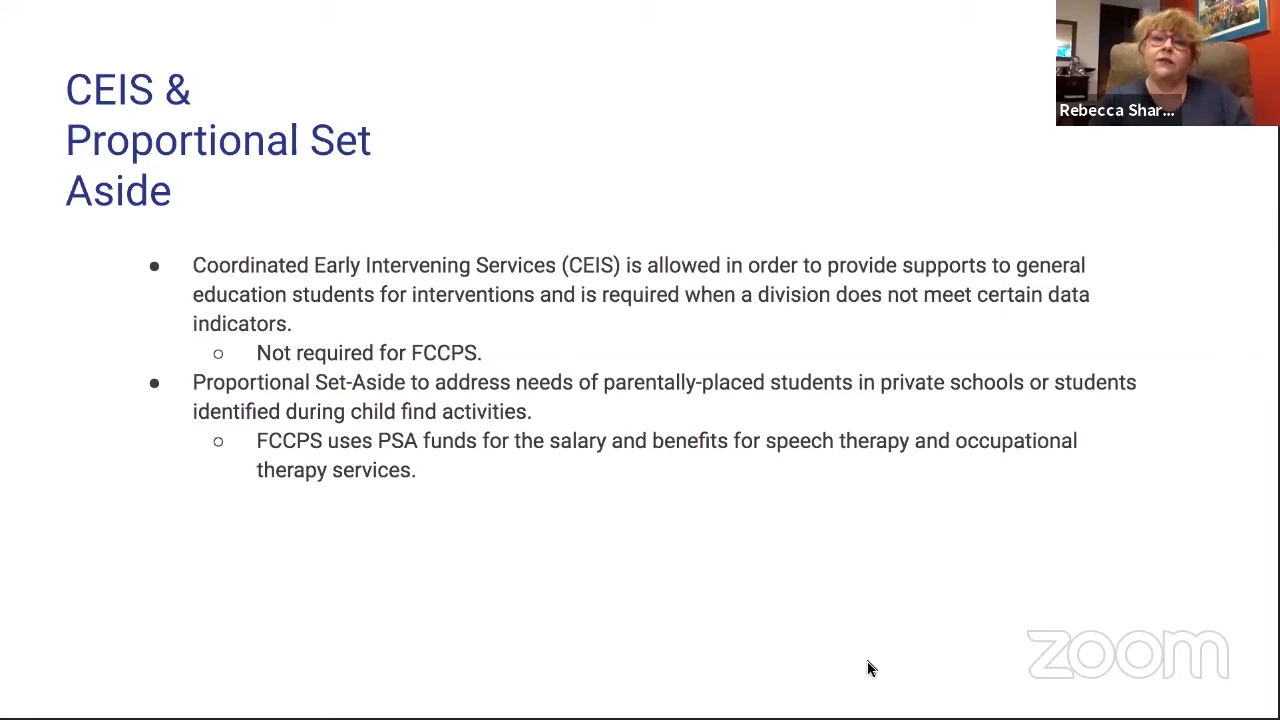 CEIS &
Proportional Set
Aside
Rebecca Shar...
● Coordinated Early Intervening Services (CEIS) is allowed in order to provide supports to general
education students for interventions and is required when a division does not meet certain data
indicators.
○ Not required for FCCPS.
● Proportional Set-Aside to address needs of parentally-placed students in private schools or students
identified during child find activities.
○ FCCPS uses PSA funds for the salary and benefits for speech therapy and occupational
therapy services.
zoom